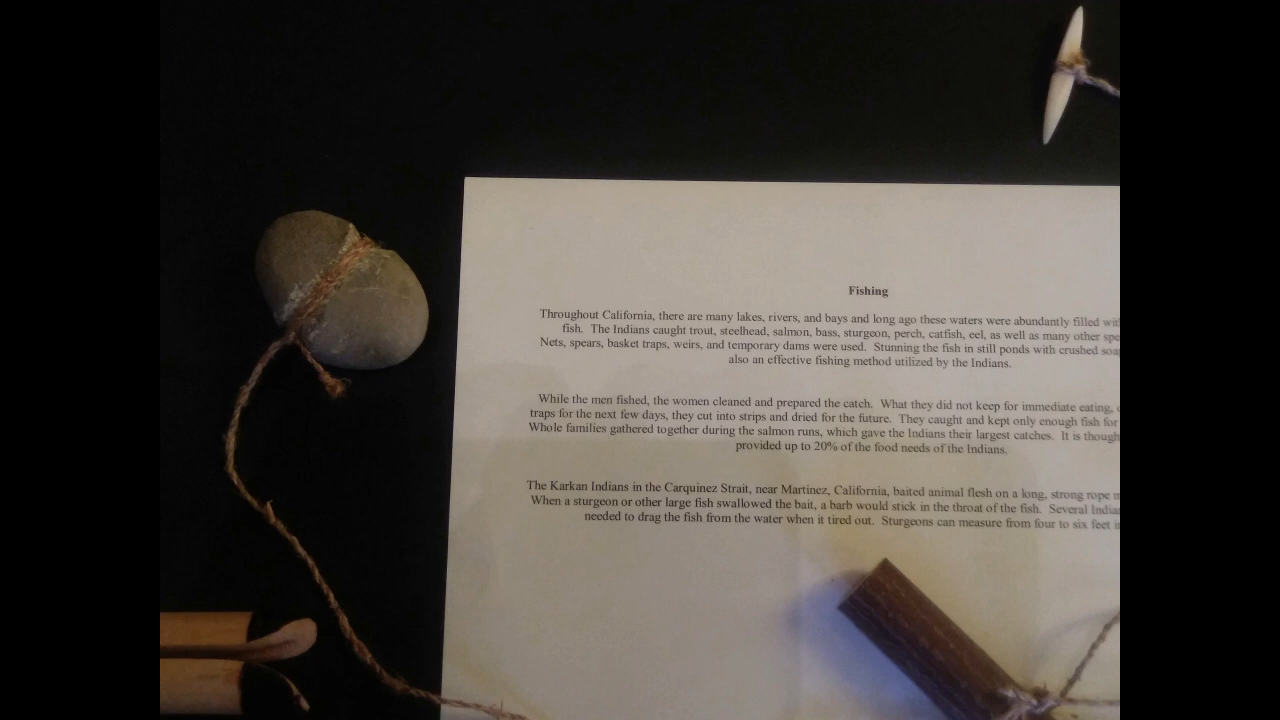 Fishing
Throughout California, there are many lakes, rivers, and bays and long ago these waters were abundantly filled
fish. The Indians caught trout, steelhead, salmon, bass, sturgeon, perch, catfish, eel, as well as many other
Nets, spears, basket traps, weirs, and temporary dams were used. Stunning the fish in still ponds with crushed
also an effective fishing method utilized by the Indians.
While the men fished, the women cleaned and prepared the catch. What they did not keep for immediate eating,
traps for the next few days, they cut into strips and dried for the future. They caught and kept only enough fish for
Whole families gathered together during the salmon runs, which gave the Indians their largest catches. It is
provided up to 20% of the food needs of the Indians.
The Karkan Indians in the Carquinez Strait, near Martinez, California, baited animal flesh on a long, strong rope
When a sturgeon or other large fish swallowed the bait, a barb would stick in the throat of the fish. Several
needed to drag the fish from the water when it tired out. Sturgeons can measure from four to six feet